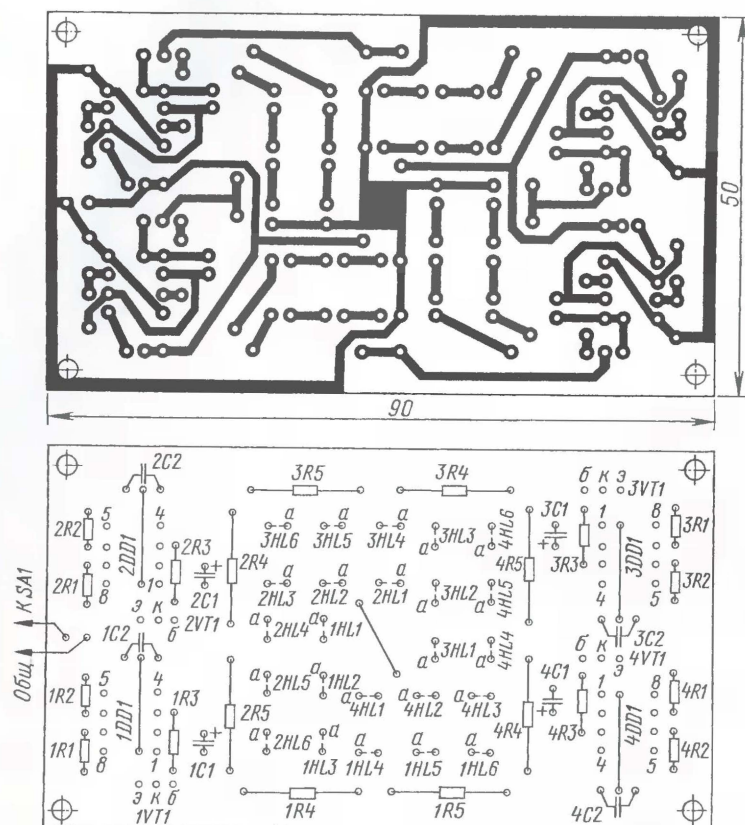 50
90
2C2
3R5
3R4
б к э
3VT1
5
4
а а а
3HL6 3HL5 3HL4
4HL6
3C1
1
8
3R1
2R2
2DD1
2R3
2R4
а 3HL3
а
4R5
3R3
3DD1
2R1
8
1
2C1
а а а
2HL3 2HL2 2HL1
а 3HL2
а
4HL5
4
5
3R2
К SA1
э к б
2VT1
1C2
а а
2HL4 1HL1
а 3HL1
а
4HL4
б к э
3C2
4VT1
Общ.
1R2
5
4
1DD1
1R3
2R5
а а
2HL5 1HL2
а а а
4HL1 4HL2 4HL3
4C1
4R4
4R3
1
8
4R1
4DD1
1R1
8
1
1C1
а а
2HL6 1HL3
а а а
1HL4 1HL5 1HL6
4
5
4R2
э к б
1VT1
1R4
1R5
4C2